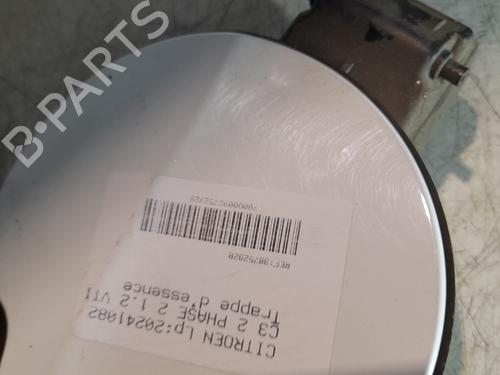 B-PARTS
CITROEN Lp:20241082
C3 2 PHASE 2 1.2 VTI
Trappe d'essence
REF:98752920